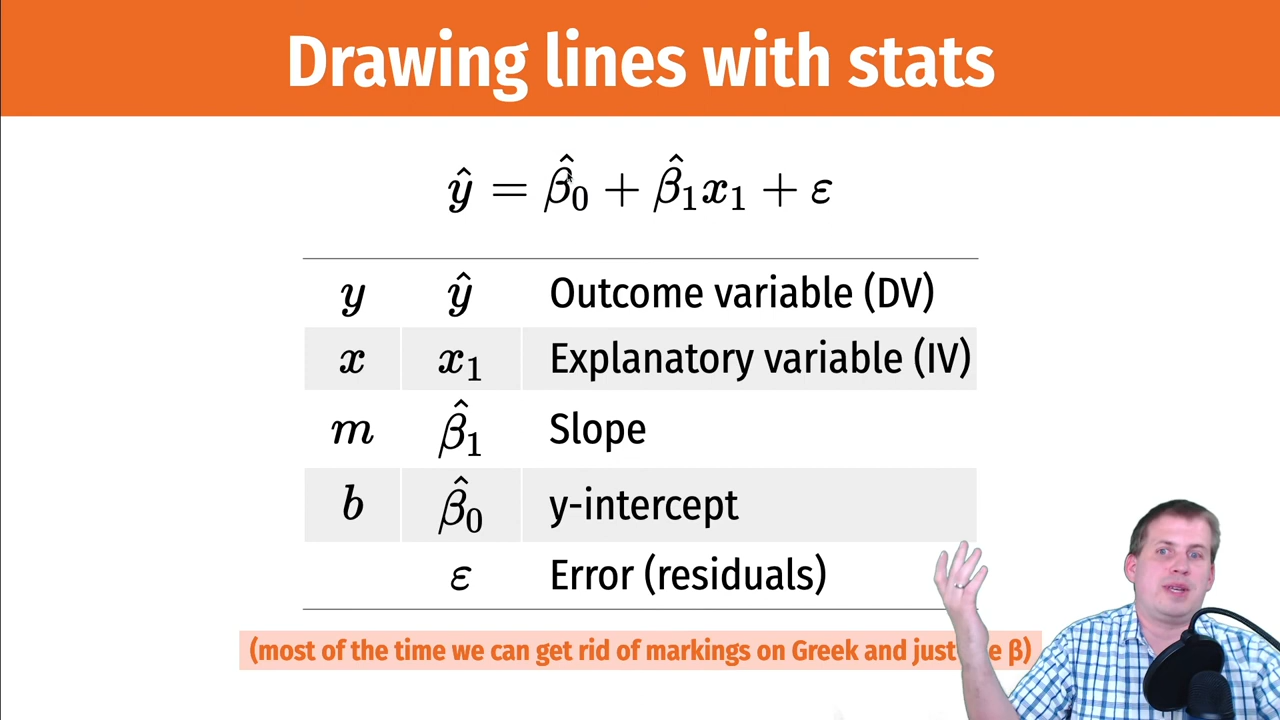 Drawing lines with stats
ŷ = β̂₀ + β̂₁x₁ + ε
y ŷ Outcome variable (DV)
x x₁ Explanatory variable (IV)
m β̂₁ Slope
b β̂₀ y-intercept
ε Error (residuals)
(most of the time we can get rid of markings on Greek and just β)